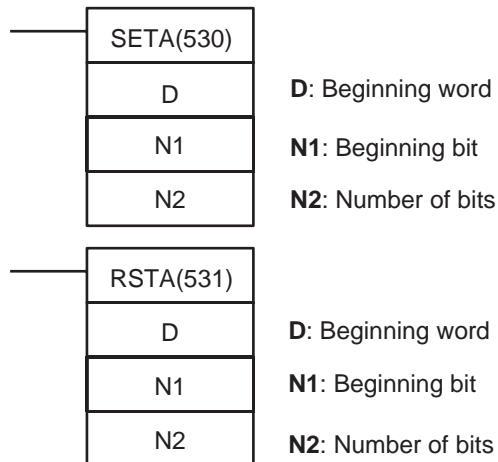 SETA(530)
D D: Beginning word
N1 N1: Beginning bit
N2 N2: Number of bits
RSTA(531)
D D: Beginning word
N1 N1: Beginning bit
N2 N2: Number of bits